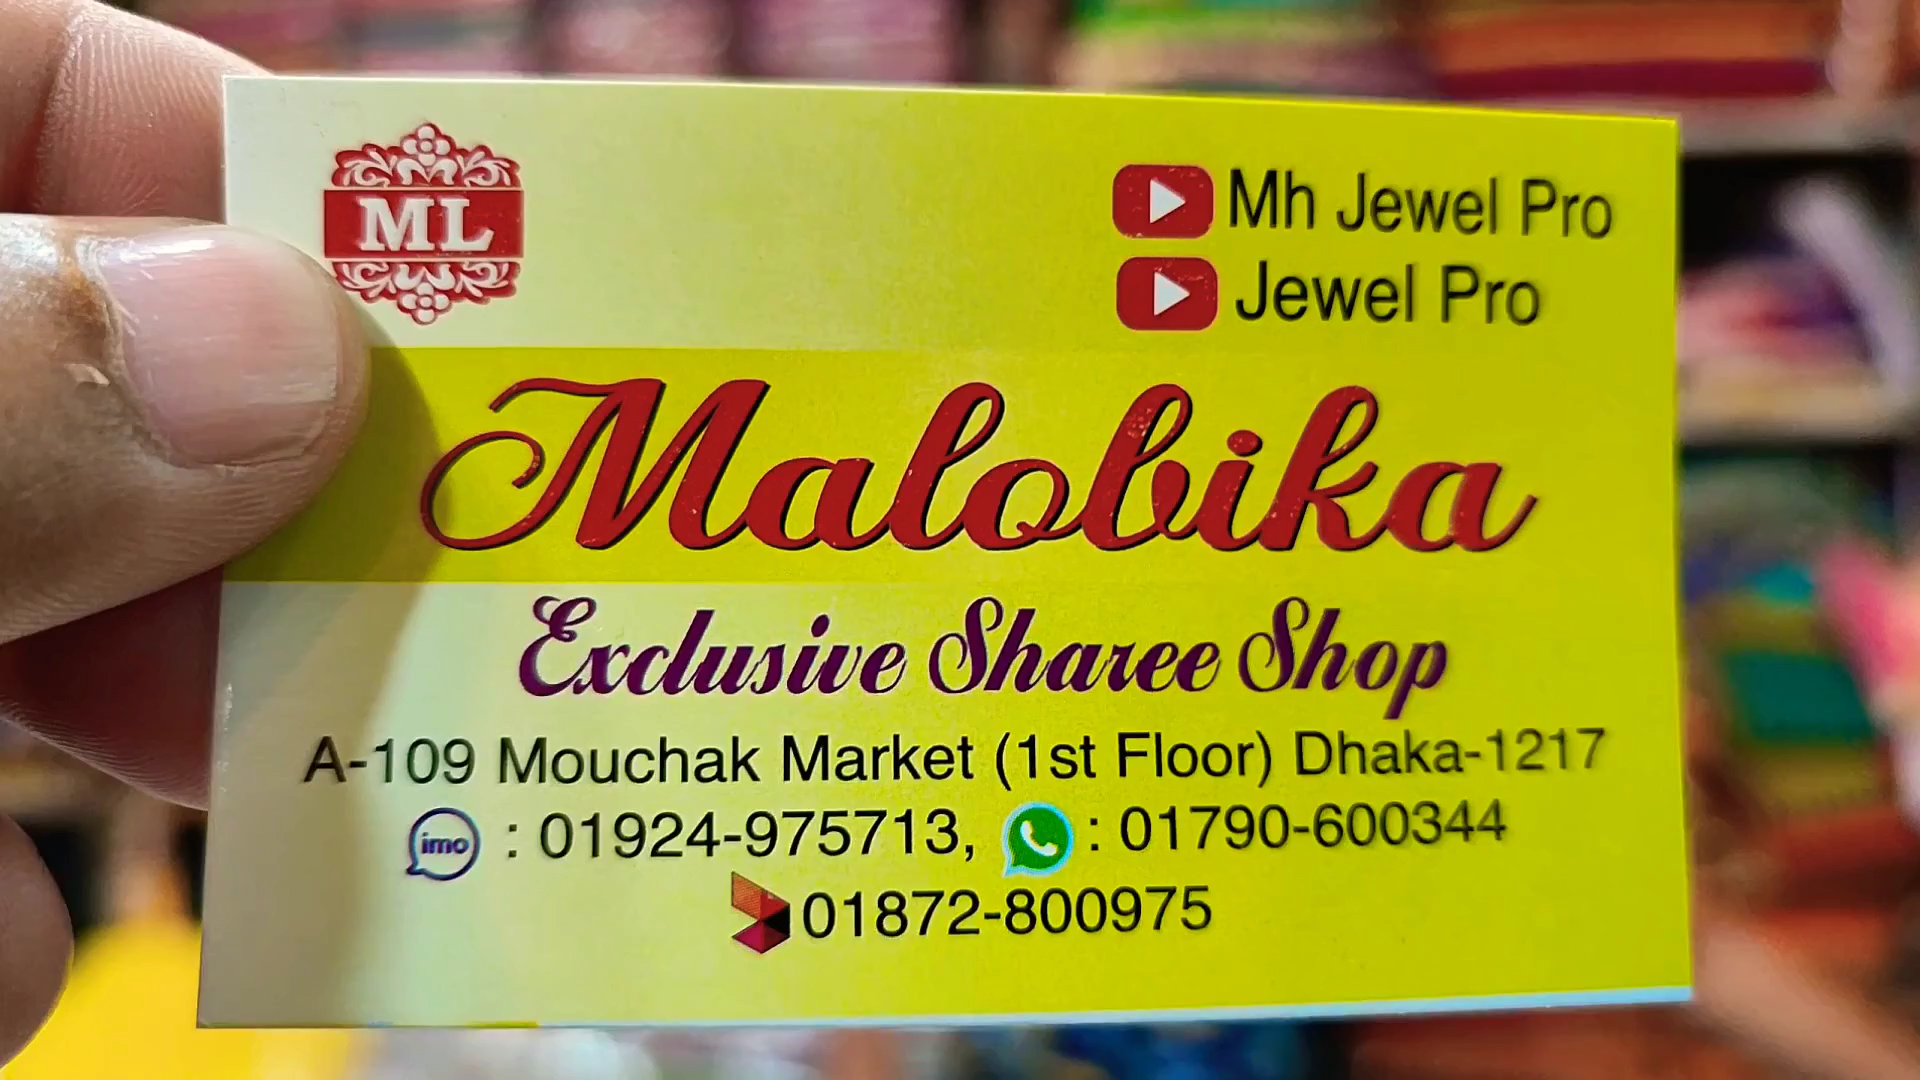 ML
Mh Jewel Pro
Jewel Pro
Malobika
Exclusive Sharee Shop
A-109 Mouchak Market (1st Floor) Dhaka-1217
imo : 01924-975713, : 01790-600344
01872-800975